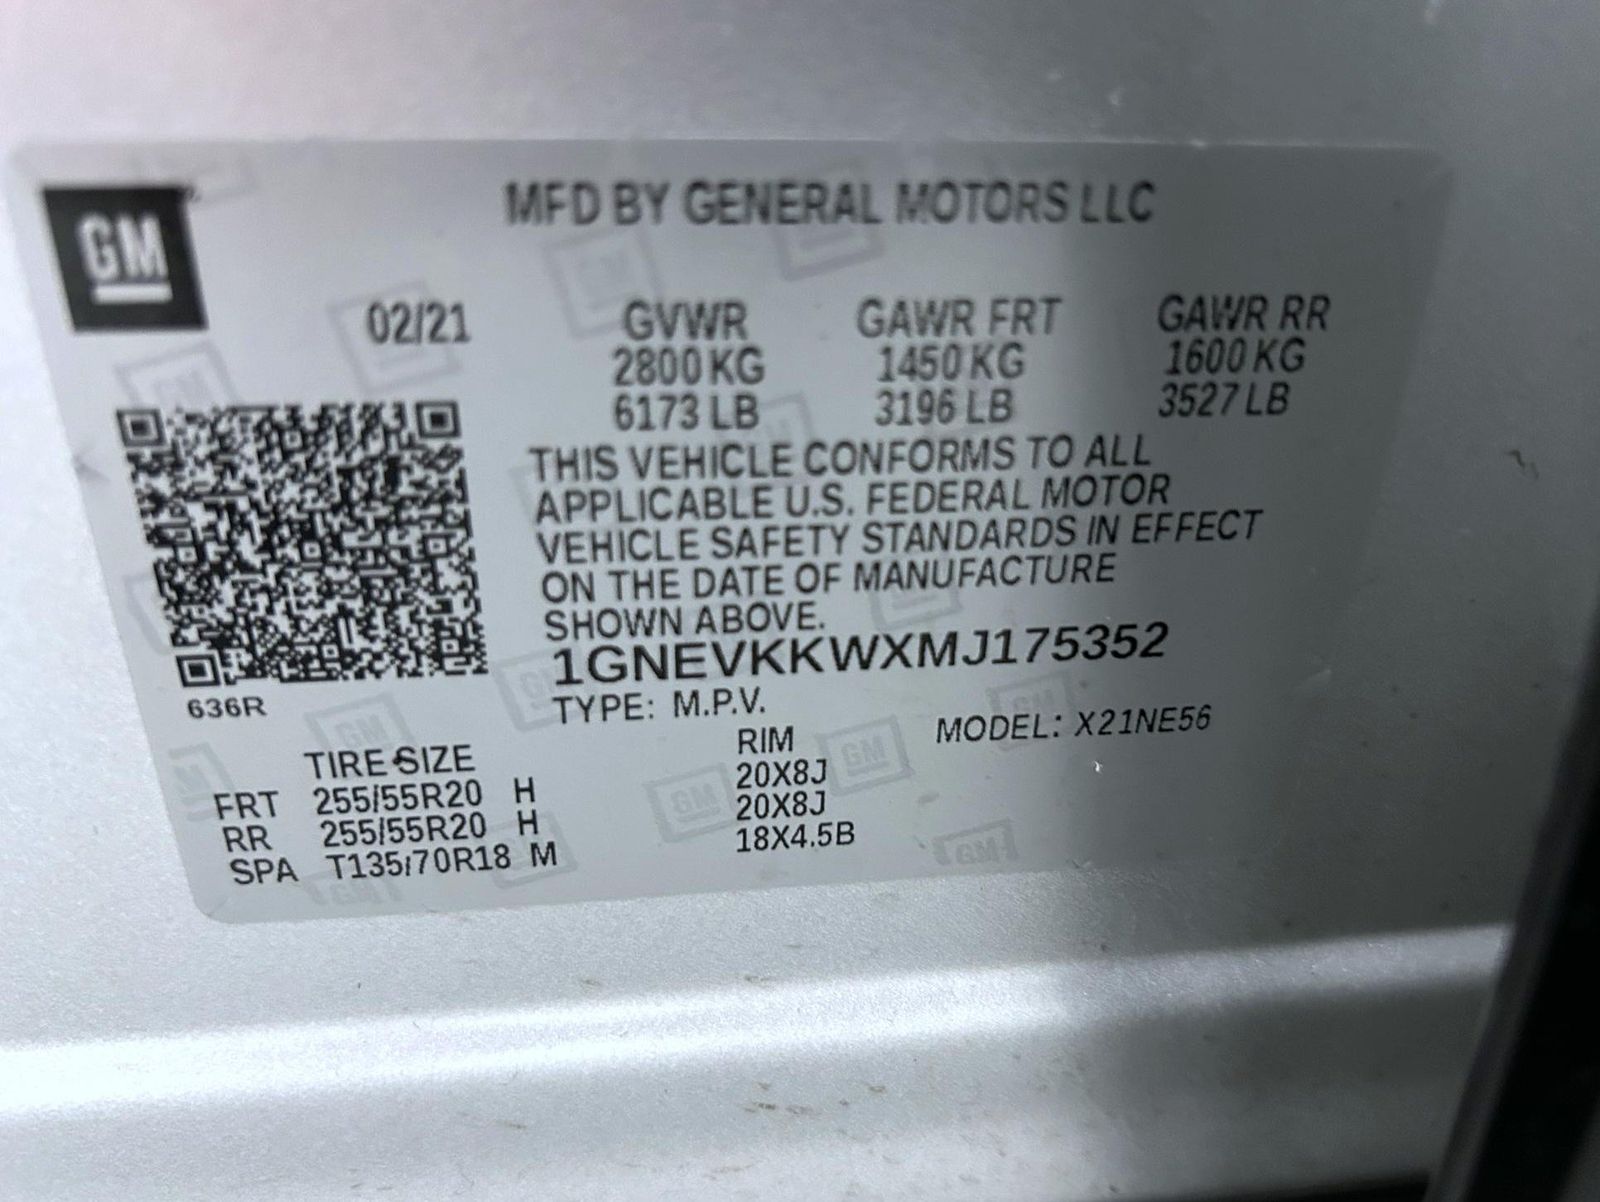 GM
MFD BY GENERAL MOTORS LLC
02/21 GVWR GAWR FRT GAWR RR
2800 KG 1450 KG 1600 KG
6173 LB 3196 LB 3527 LB
THIS VEHICLE CONFORMS TO ALL
APPLICABLE U.S. FEDERAL MOTOR
VEHICLE SAFETY STANDARDS IN EFFECT
ON THE DATE OF MANUFACTURE
SHOWN ABOVE.
1GNEVKKWXMJ175352
636R TYPE: M.P.V. MODEL: X21NE56
TIRE SIZE RIM
FRT 255/55R20 H 20X8J
RR 255/55R20 H 20X8J
SPA T135/70R18 M 18X4.5B